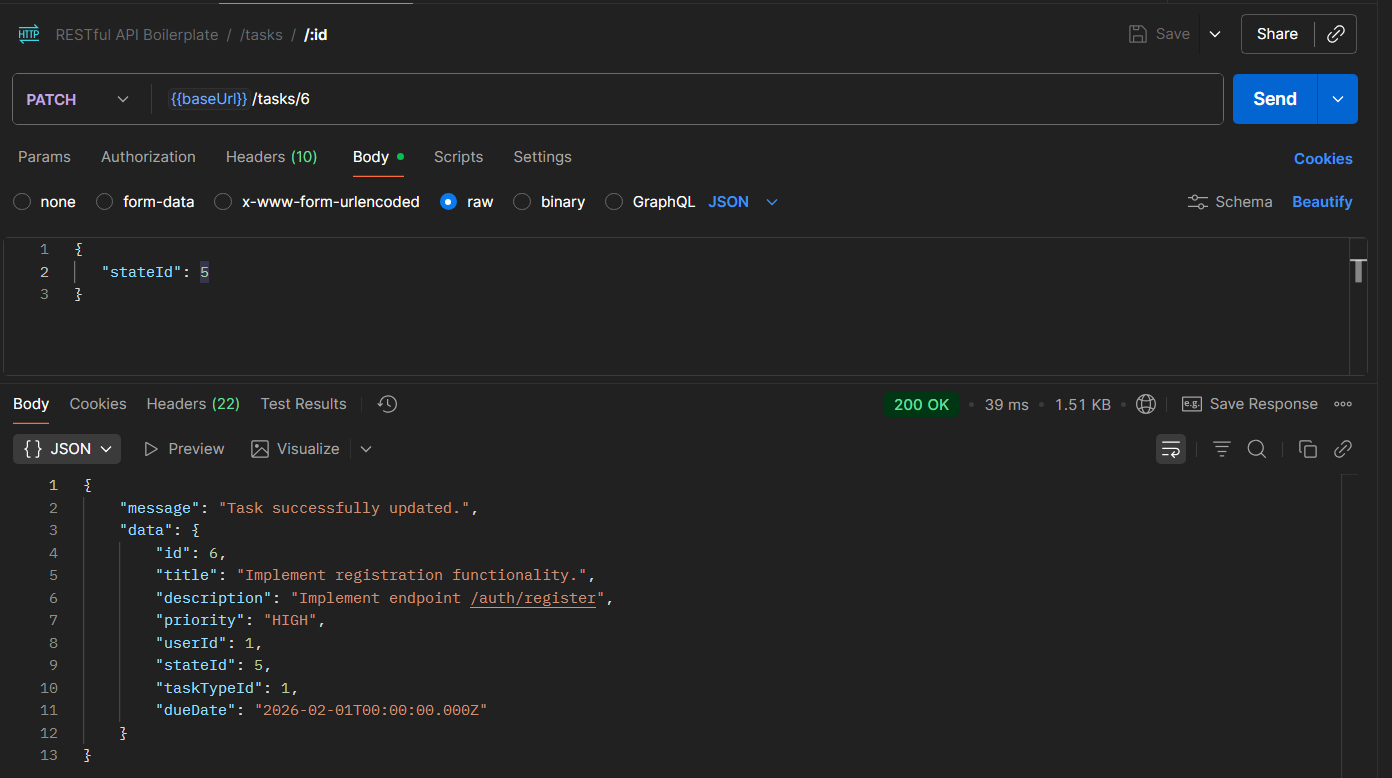 HTTP RESTful API Boilerplate / /tasks / /:id Save Share
PATCH {{baseUrl}} /tasks/6 Send
Params Authorization Headers (10) Body Scripts Settings Cookies
none form-data x-www-form-urlencoded raw binary GraphQL JSON Schema Beautify
1 {
2 "stateId": 5
3 }
Body Cookies Headers (22) Test Results 200 OK • 39 ms • 1.51 KB • e.g. Save Response
{} JSON Preview Visualize
1 {
2 "message": "Task successfully updated.",
3 "data": {
4 "id": 6,
5 "title": "Implement registration functionality.",
6 "description": "Implement endpoint /auth/register",
7 "priority": "HIGH",
8 "userId": 1,
9 "stateId": 5,
10 "taskTypeId": 1,
11 "dueDate": "2026-02-01T00:00:00.000Z"
12 }
13 }